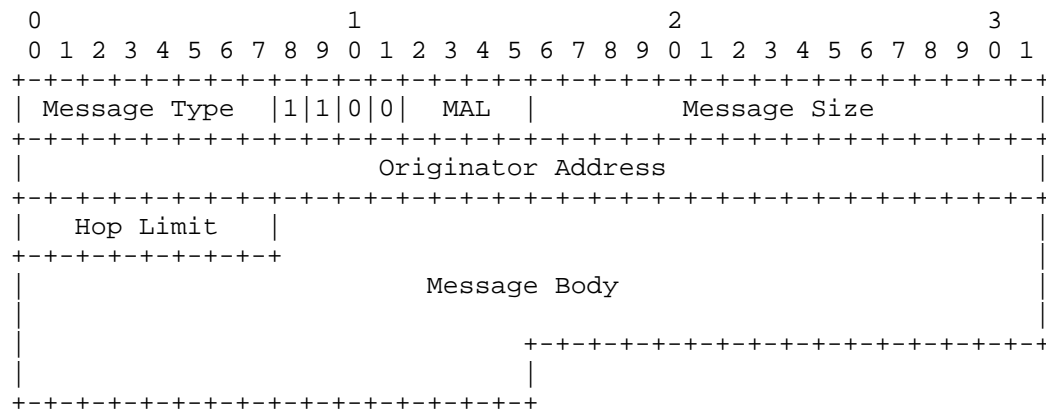 0                   1                   2                   3
 0 1 2 3 4 5 6 7 8 9 0 1 2 3 4 5 6 7 8 9 0 1 2 3 4 5 6 7 8 9 0 1
+-+-+-+-+-+-+-+-+-+-+-+-+-+-+-+-+-+-+-+-+-+-+-+-+-+-+-+-+-+-+-+-+
| Message Type  |1|1|0|0|  MAL  |         Message Size          |
+-+-+-+-+-+-+-+-+-+-+-+-+-+-+-+-+-+-+-+-+-+-+-+-+-+-+-+-+-+-+-+-+
|                      Originator Address                       |
+-+-+-+-+-+-+-+-+-+-+-+-+-+-+-+-+-+-+-+-+-+-+-+-+-+-+-+-+-+-+-+-+
|   Hop Limit   |                                               |
+-+-+-+-+-+-+-+-+                                               |
|                         Message Body                          |
|                                                               |
|                               +-+-+-+-+-+-+-+-+-+-+-+-+-+-+-+-+
|                               |
+-+-+-+-+-+-+-+-+-+-+-+-+-+-+-+-+